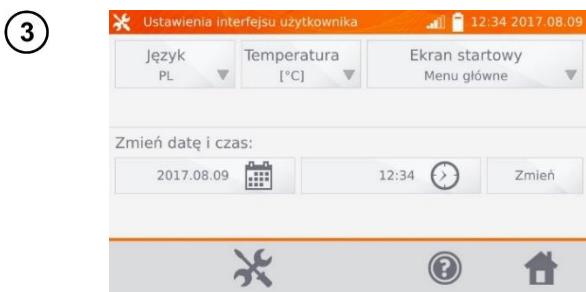 3
Ustawienia interfejsu użytkownika 12:34 2017.08.09
Język Temperatura Ekran startowy
PL [°C] Menu główne
Zmień datę i czas:
2017.08.09 12:34 Zmień
?